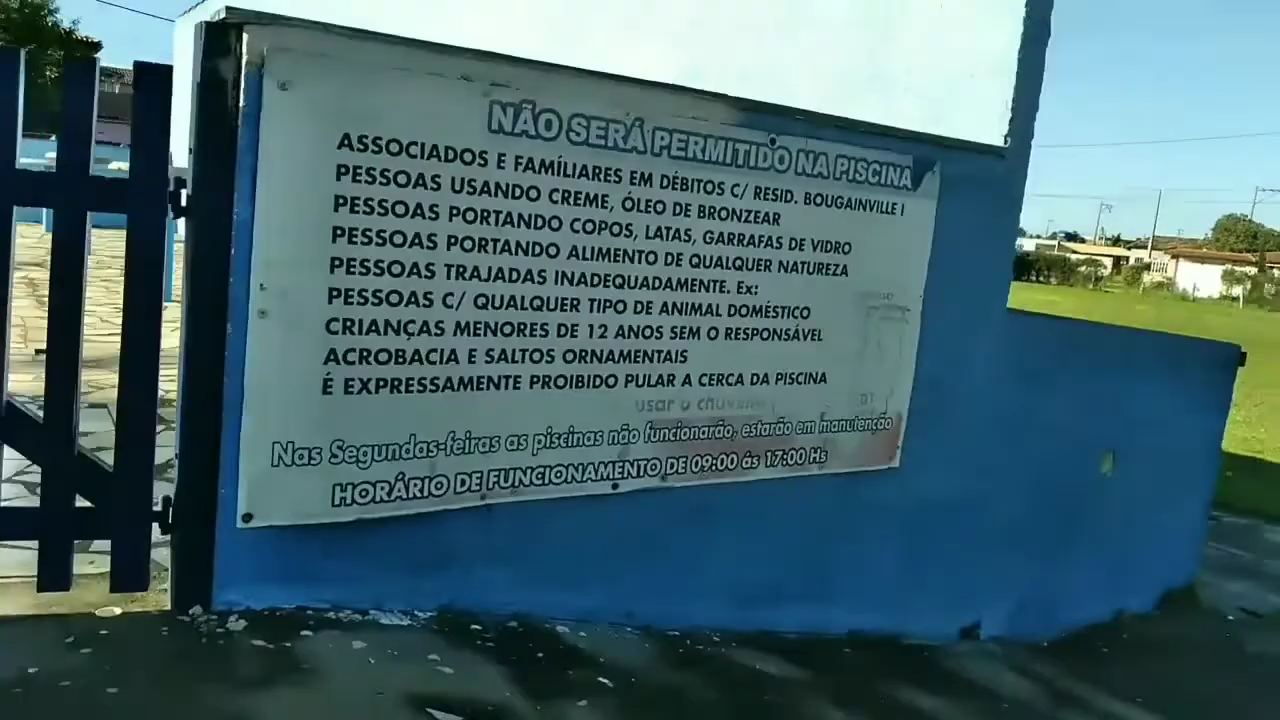 NÃO SERÁ PERMITIDO NA PISCINA
ASSOCIADOS E FAMÍLIARES EM DÉBITOS C/ RESID. BOUGAINVILLE I
PESSOAS USANDO CREME, ÓLEO DE BRONZEAR
PESSOAS PORTANDO COPOS, LATAS, GARRAFAS DE VIDRO
PESSOAS PORTANDO ALIMENTO DE QUALQUER NATUREZA
PESSOAS TRAJADAS INADEQUADAMENTE. Ex:
PESSOAS C/ QUALQUER TIPO DE ANIMAL DOMÉSTICO
CRIANÇAS MENORES DE 12 ANOS SEM O RESPONSÁVEL
ACROBACIA E SALTOS ORNAMENTAIS
É EXPRESSAMENTE PROIBIDO PULAR A CERCA DA PISCINA
usar o
Nas Segundas-feiras as piscinas não funcionarão, estarão em manutenção
HORÁRIO DE FUNCIONAMENTO DE 09:00 ás 17:00 Hs